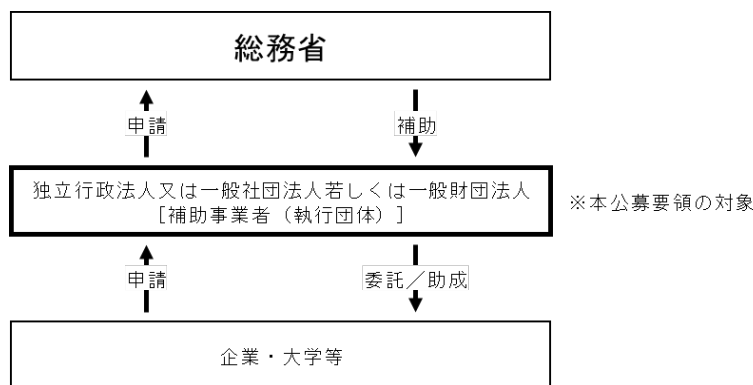 総務省
申請
補助
独立行政法人又は一般社団法人若しくは一般財団法人
[補助事業者（執行団体）]
※本公募要領の対象
申請
委託／助成
企業・大学等